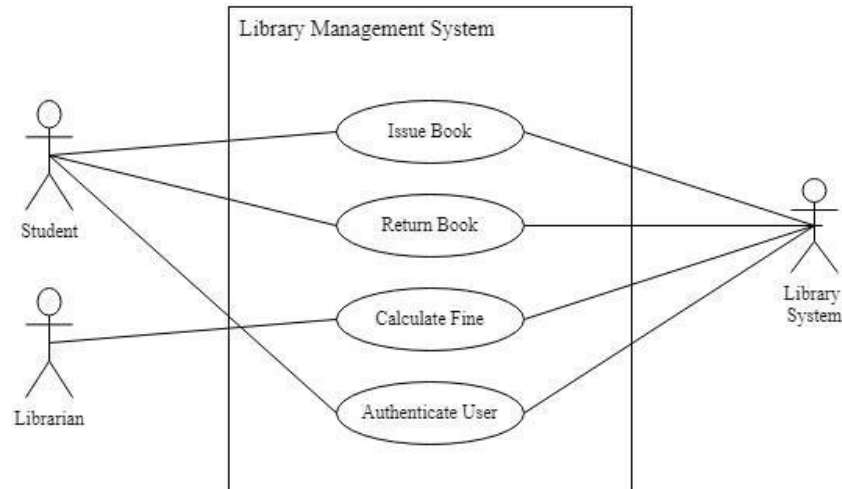 Library Management System
Issue Book
Student
Return Book
Librarian
Calculate Fine
Authenticate User
Library
System